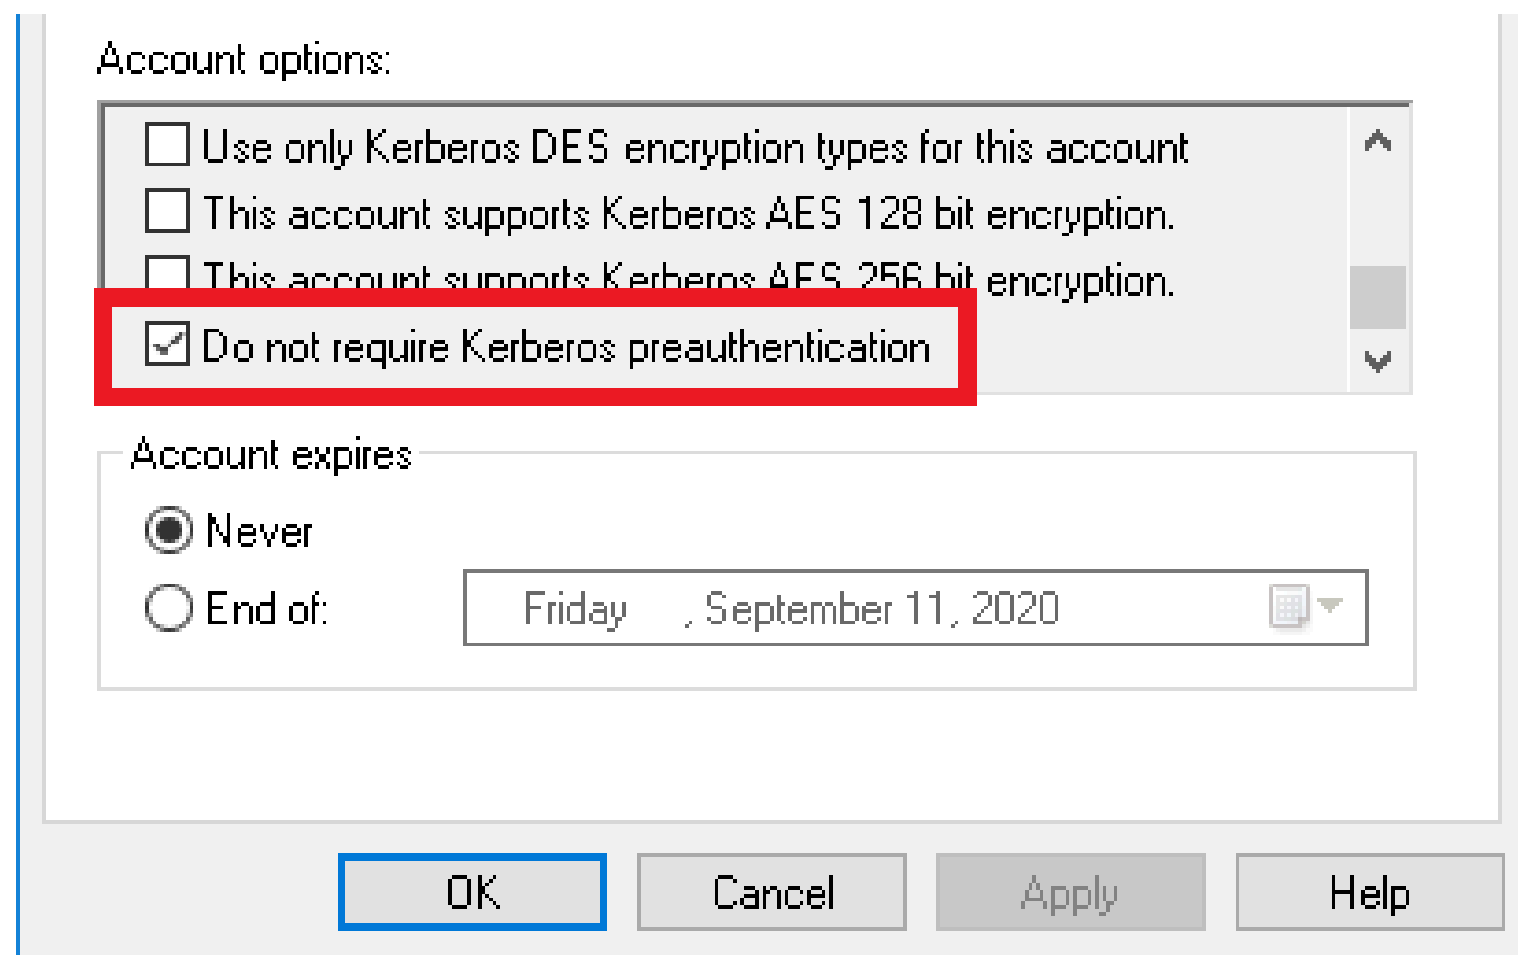 Account options:
Use only Kerberos DES encryption types for this account
This account supports Kerberos AES 128 bit encryption.
This account supports Kerberos AES 256 bit encryption.
Do not require Kerberos preauthentication
Account expires
Never
End of:
Friday , September 11, 2020
OK
Cancel
Apply
Help